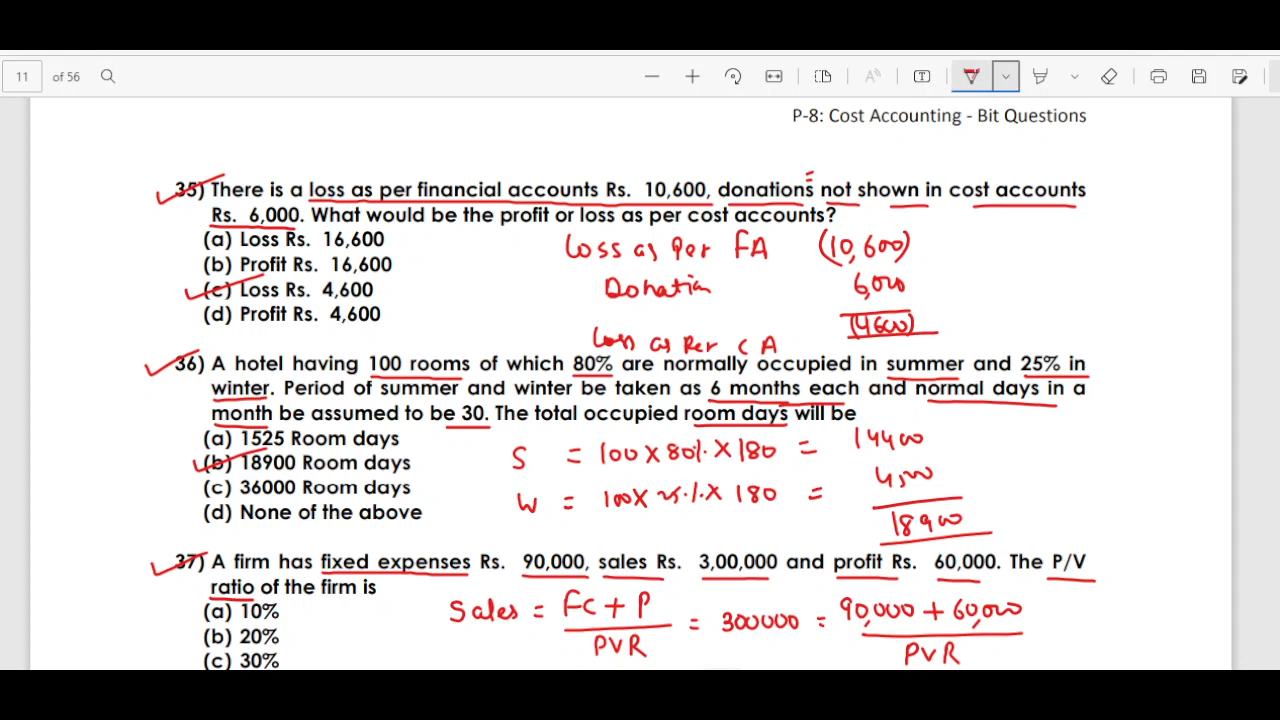 11 of 56
P-8: Cost Accounting - Bit Questions
35) There is a loss as per financial accounts Rs. 10,600, donations not shown in cost accounts
Rs. 6,000. What would be the profit or loss as per cost accounts?
(a) Loss Rs. 16,600
(b) Profit Rs. 16,600
(c) Loss Rs. 4,600
(d) Profit Rs. 4,600
Loss as per FA (10,600)
Donation 6,000
Loss as Per CA (4600)
36) A hotel having 100 rooms of which 80% are normally occupied in summer and 25% in
winter. Period of summer and winter be taken as 6 months each and normal days in a
month be assumed to be 30. The total occupied room days will be
(a) 1525 Room days
(b) 18900 Room days
(c) 36000 Room days
(d) None of the above
S = 100 X 80% X 180 = 14400
W = 100 X 25% X 180 = 4,500
18900
37) A firm has fixed expenses Rs. 90,000, sales Rs. 3,00,000 and profit Rs. 60,000. The P/V
ratio of the firm is
(a) 10%
(b) 20%
(c) 30%
Sales = FC + P = 300000 = 90,000 + 60,000
PVR PVR